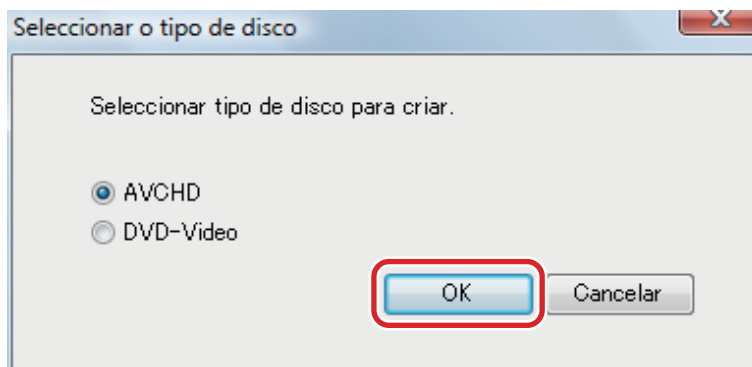 Seleccionar o tipo de disco
Seleccionar tipo de disco para criar.
AVCHD
DVD-Video
OK Cancelar